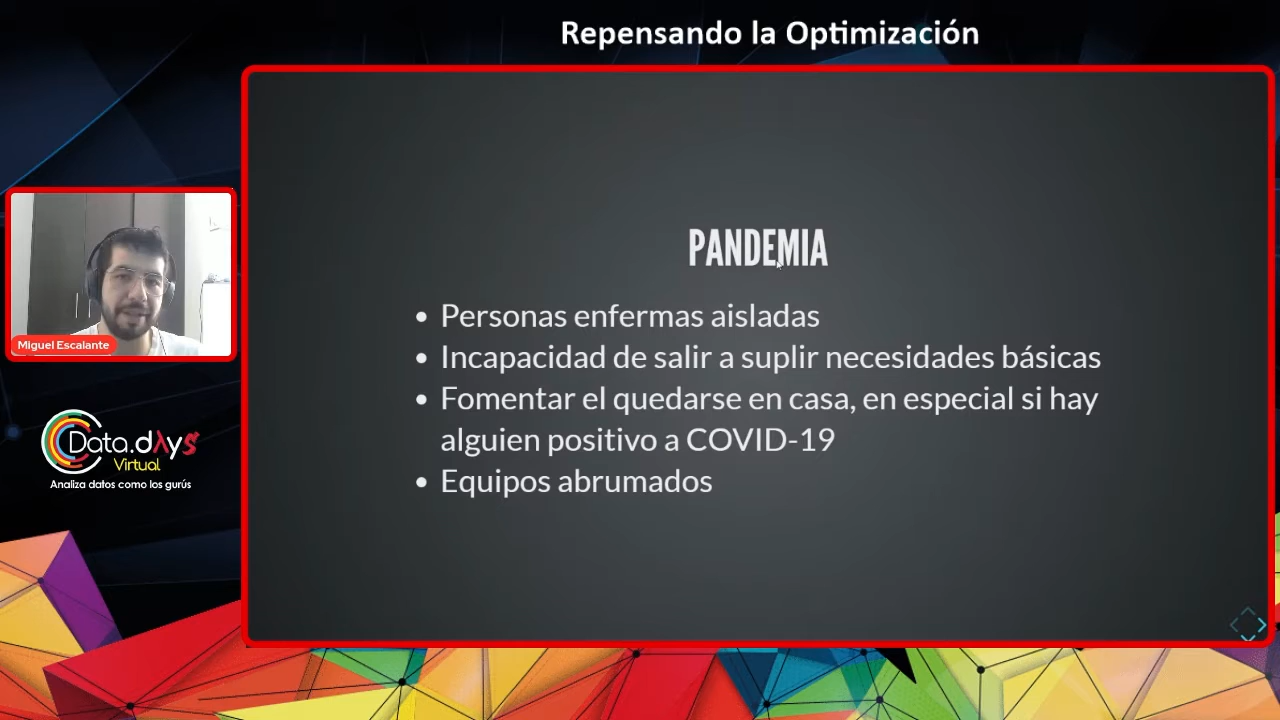 Repensando la Optimización
PANDEMIA
• Personas enfermas aisladas
• Incapacidad de salir a suplir necesidades básicas
• Fomentar el quedarse en casa, en especial si hay
alguien positivo a COVID-19
• Equipos abrumados
Miguel Escalante
Data.dAys
Virtual
Analiza datos como los gurús